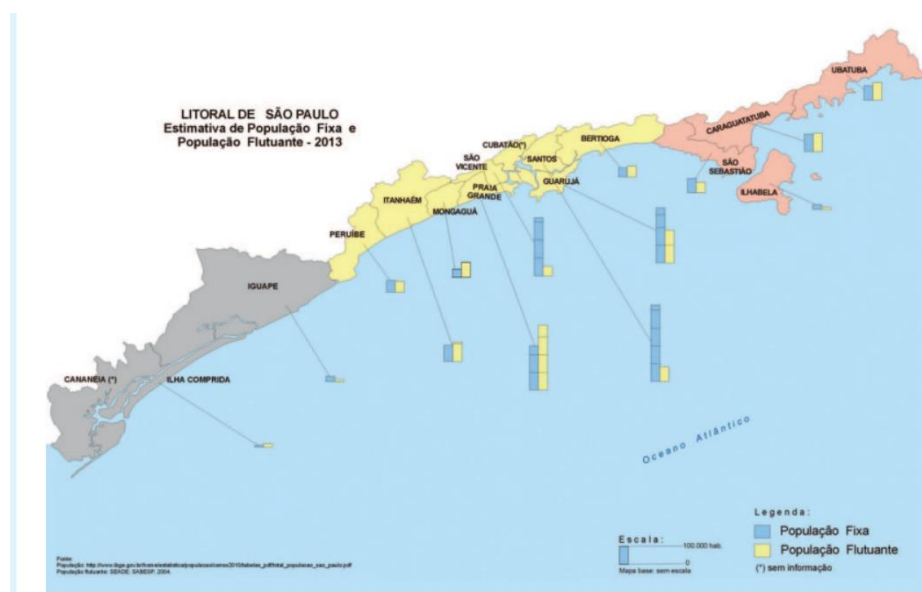 LITORAL DE SÃO PAULO
Estimativa de População Fixa e
População Flutuante - 2013
UBATUBA
CARAGUATATUBA
BERTIOGA
CUBATÃO(*)
SANTOS
SÃO
SEBASTIÃO
SÃO
VICENTE
GUARUJÁ
ILHABELA
PRAIA
GRANDE
ITANHAÉM
MONGAGUÁ
PERUÍBE
IGUAPE
CANANÉIA (*)
ILHA COMPRIDA
Oceano Atlântico
Legenda:
População Fixa
População Flutuante
(*) sem informação
Escala:
100.000 hab.
0
Mapa base: sem escala
Fonte:
População flutuante: SEADE: SABESP, 2004.